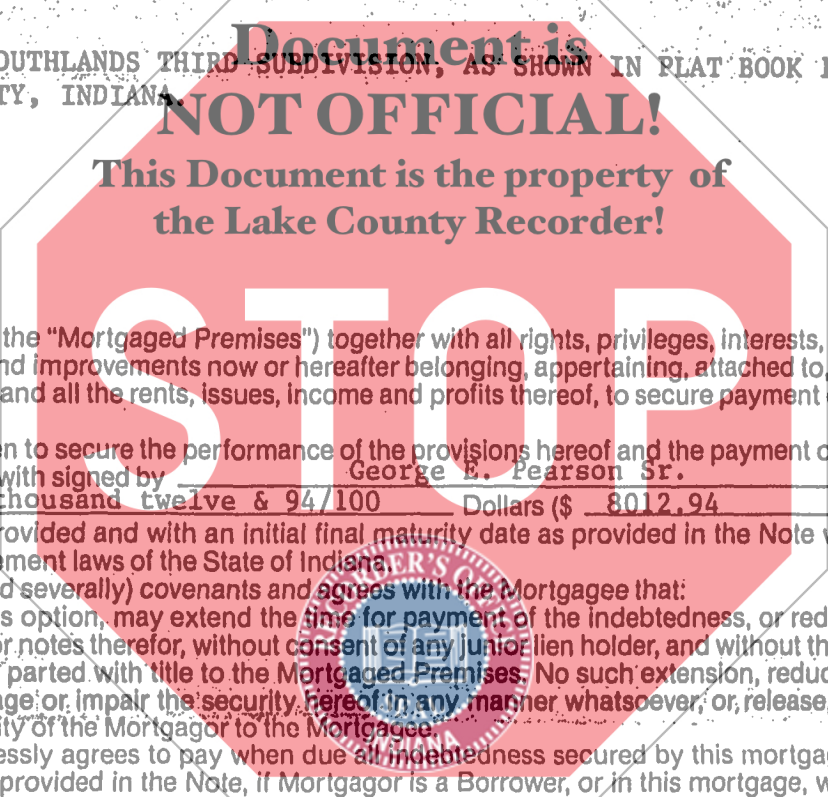 Document is
OUTHLANDS THIRD SUBDIVISION, AS SHOWN IN PLAT BOOK
TY, INDIANA.
NOT OFFICIAL!
This Document is the property of
the Lake County Recorder!
STOP
the "Mortgaged Premises") together with all rights, privileges, interests,
nd improvements now or hereafter belonging, appertaining, attached to,
and all the rents, issues, income and profits thereof, to secure payment
en to secure the performance of the provisions hereof and the payment o
with signed by George E. Pearson Sr.
thousand twelve & 94/100 Dollars ($ 8012.94
rovided and with an initial final maturity date as provided in the Note
ement laws of the State of Indiana.
d severally) covenants and agrees with the Mortgagee that:
s option, may extend the time for payment of the indebtedness, or red
or notes therefor, without consent of any junior lien holder, and without th
parted with title to the Mortgaged Premises. No such extension, reduc
age or impair the security hereof in any manner whatsoever, or release,
ity of the Mortgagor to the Mortgagee.
essly agrees to pay when due all indebtedness secured by this mortga
provided in the Note, if Mortgagor is a Borrower, or in this mortgage, w
RECORDER'S OFFICE
INDIANA